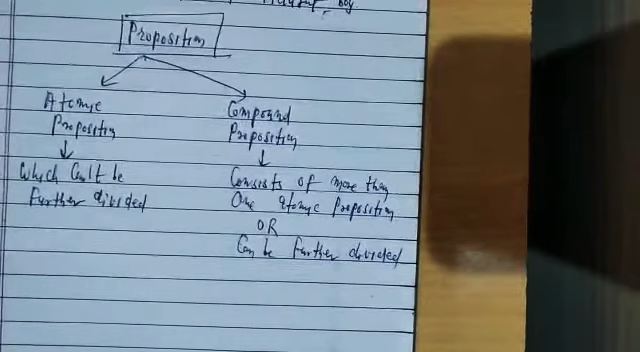 boy
Proposition
Atomic
Proposition
Compound
Proposition
Which Can't be
Further divided
Consists of more than
One atomic Proposition
OR
Can be further divided